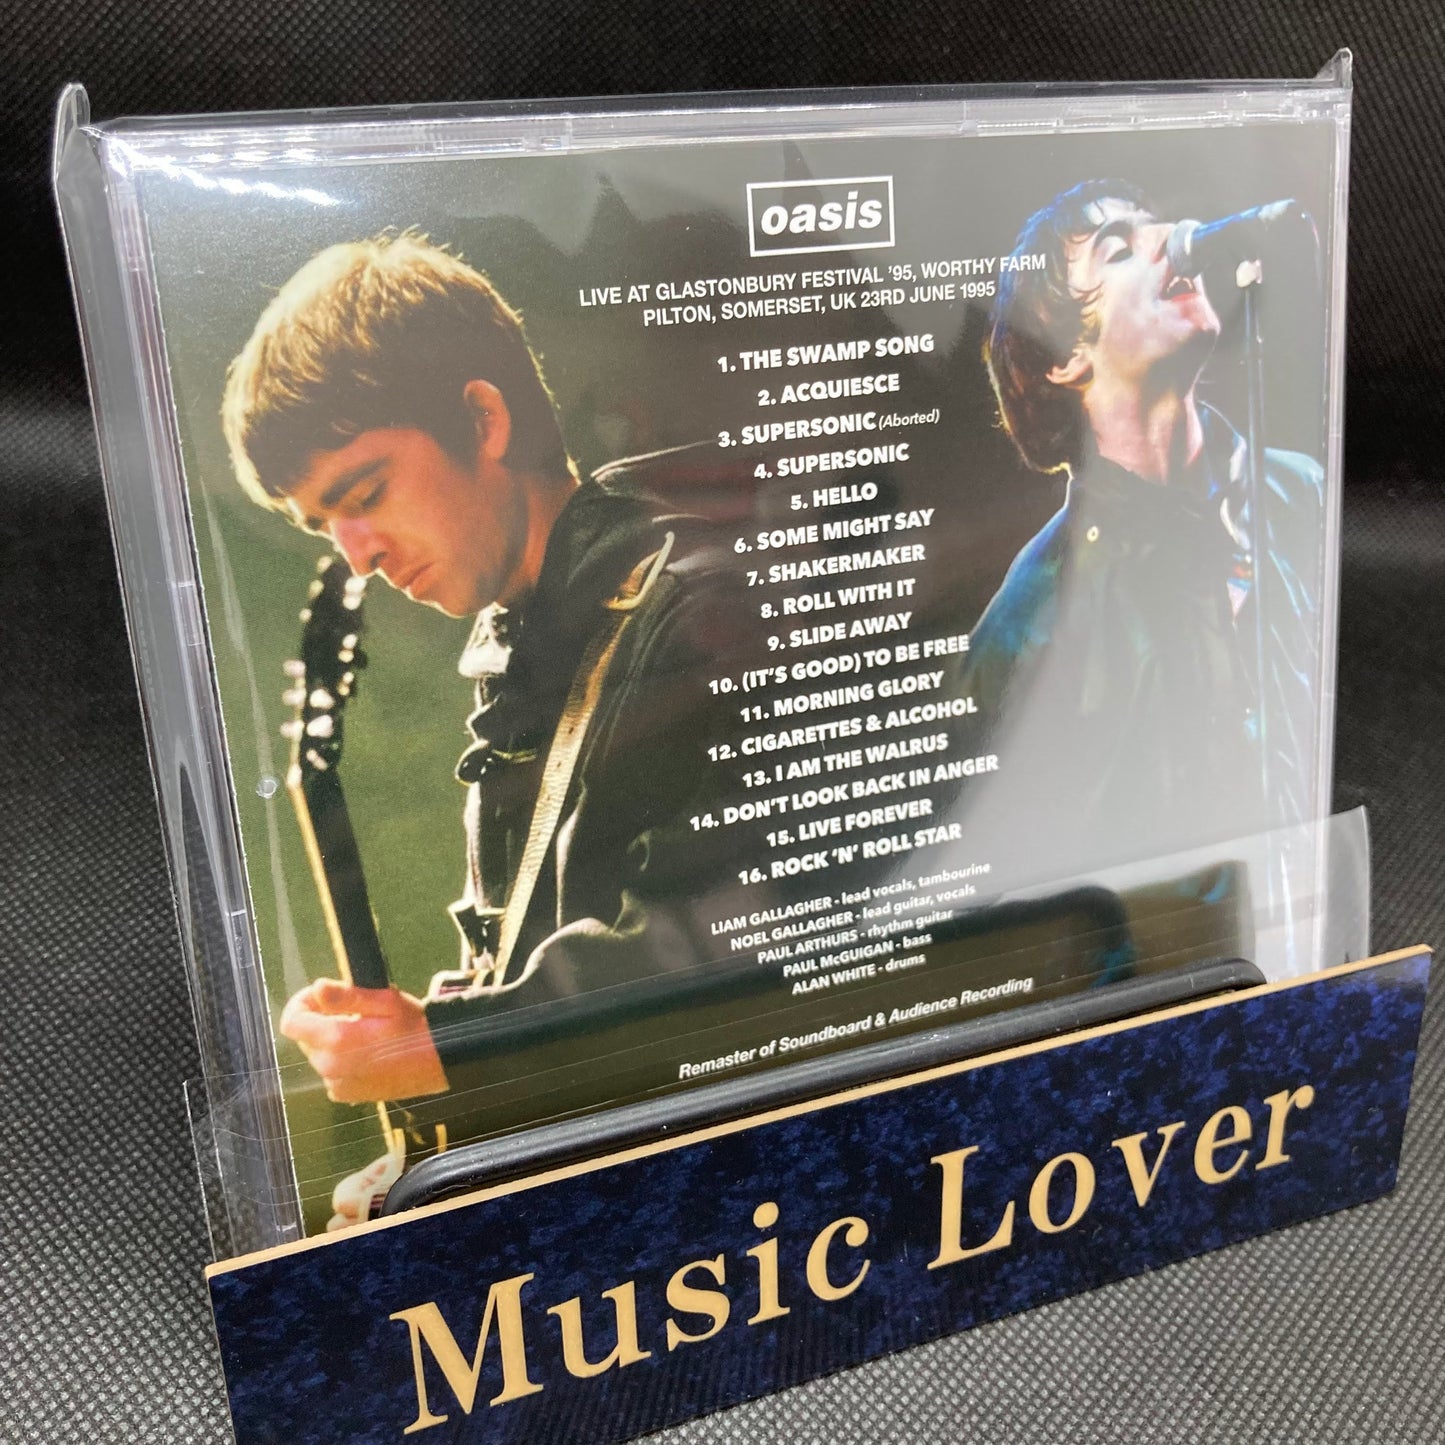 oasis
LIVE AT GLASTONBURY FESTIVAL '95, WORTHY FARM
PILTON, SOMERSET, UK 23RD JUNE 1995
1. THE SWAMP SONG
2. ACQUIESCE
3. SUPERSONIC (Aborted)
4. SUPERSONIC
5. HELLO
6. SOME MIGHT SAY
7. SHAKERMAKER
8. ROLL WITH IT
9. SLIDE AWAY
10. (IT'S GOOD) TO BE FREE
11. MORNING GLORY
12. CIGARETTES & ALCOHOL
13. I AM THE WALRUS
14. DON'T LOOK BACK IN ANGER
15. LIVE FOREVER
16. ROCK 'N' ROLL STAR
LIAM GALLAGHER - lead vocals, tambourine
NOEL GALLAGHER - lead guitar, vocals
PAUL ARTHURS - rhythm guitar
PAUL McGUIGAN - bass
ALAN WHITE - drums
Remaster of Soundboard & Audience Recording
Music Lover